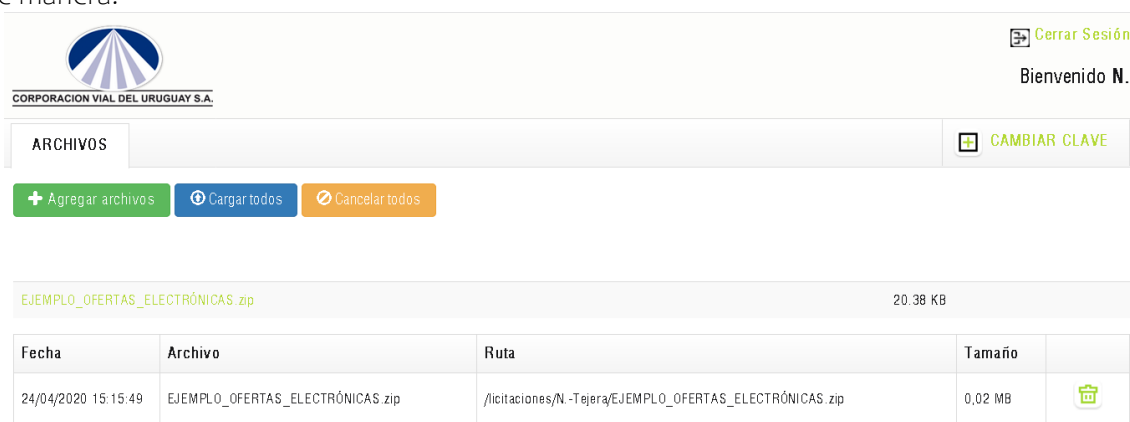 manera:
Cerrar Sesión
Bienvenido N.
CORPORACION VIAL DEL URUGUAY S.A.
ARCHIVOS
CAMBIAR CLAVE
Agregar archivos Cargar todos Cancelar todos
EJEMPLO_OFERTAS_ELECTRÓNICAS.zip 20.38 KB
Fecha Archivo Ruta Tamaño
24/04/2020 15:15:49 EJEMPLO_OFERTAS_ELECTRÓNICAS.zip /licitaciones/N.-Tejera/EJEMPLO_OFERTAS_ELECTRÓNICAS.zip 0,02 MB